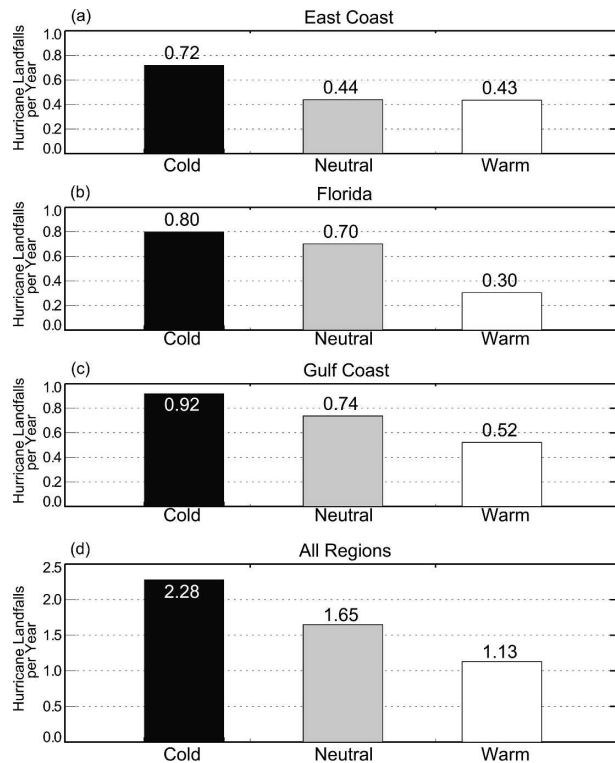 (a)
East Coast
Hurricane Landfalls
per Year
1.0
0.8
0.6
0.4
0.2
0.0
0.72
0.44
0.43
Cold
Neutral
Warm
(b)
Florida
Hurricane Landfalls
per Year
1.0
0.8
0.6
0.4
0.2
0.0
0.80
0.70
0.30
Cold
Neutral
Warm
(c)
Gulf Coast
Hurricane Landfalls
per Year
1.0
0.8
0.6
0.4
0.2
0.0
0.92
0.74
0.52
Cold
Neutral
Warm
(d)
All Regions
Hurricane Landfalls
per Year
2.5
2.0
1.5
1.0
0.5
0.0
2.28
1.65
1.13
Cold
Neutral
Warm